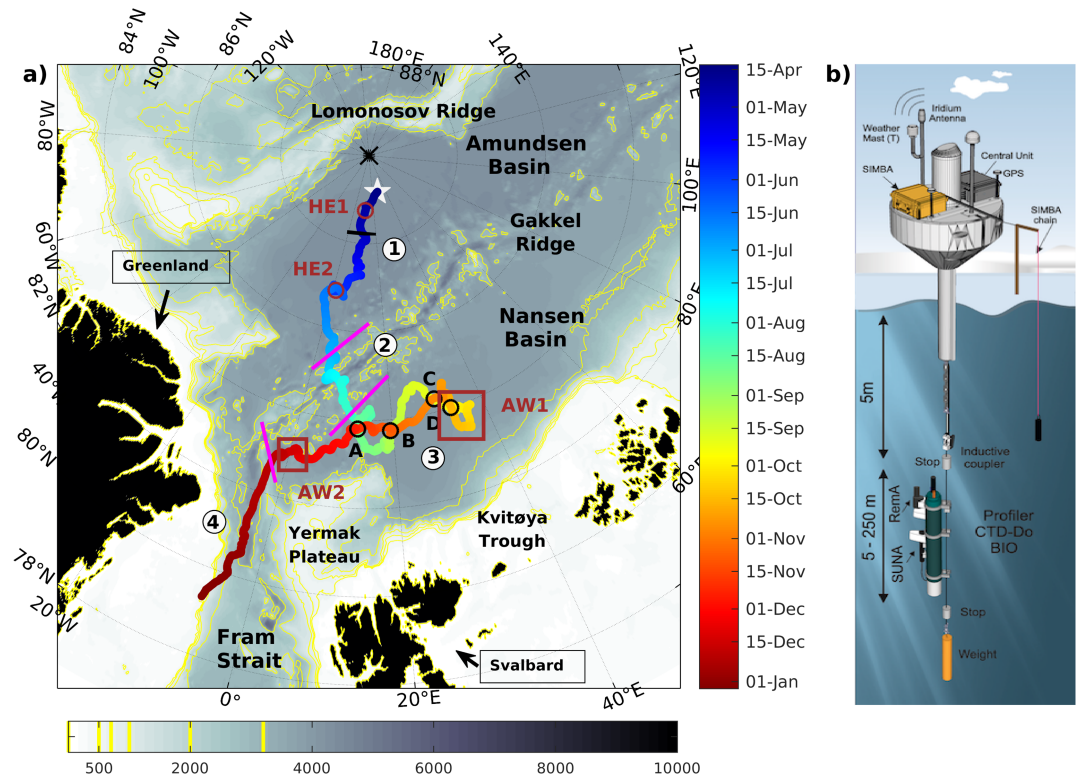 a)
84°N
100°W
86°N
120°W
180°E
88°N
140°E
120°E
80°W
60°W
82°N
40°W
80°N
78°N
20°W
0°
20°E
40°E
60°E
80°E
100°E
Lomonosov Ridge
Amundsen
Basin
HE1
1
Gakkel
Ridge
Greenland
HE2
Nansen
Basin
2
C
AW1
D
A
B
3
AW2
4
Yermak
Plateau
Kvitøya
Trough
Fram
Strait
Svalbard
15-Apr
01-May
15-May
01-Jun
15-Jun
01-Jul
15-Jul
01-Aug
15-Aug
01-Sep
15-Sep
01-Oct
15-Oct
01-Nov
15-Nov
01-Dec
15-Dec
01-Jan
500
2000
4000
6000
8000
10000
b)
Iridium
Antenna
Weather
Mast (T)
Central Unit
SIMBA
GPS
SIMBA
chain
5m
Inductive
coupler
Stop
RemA
5 - 250 m
SUNA
Profiler
CTD-Do
BIO
Stop
Weight